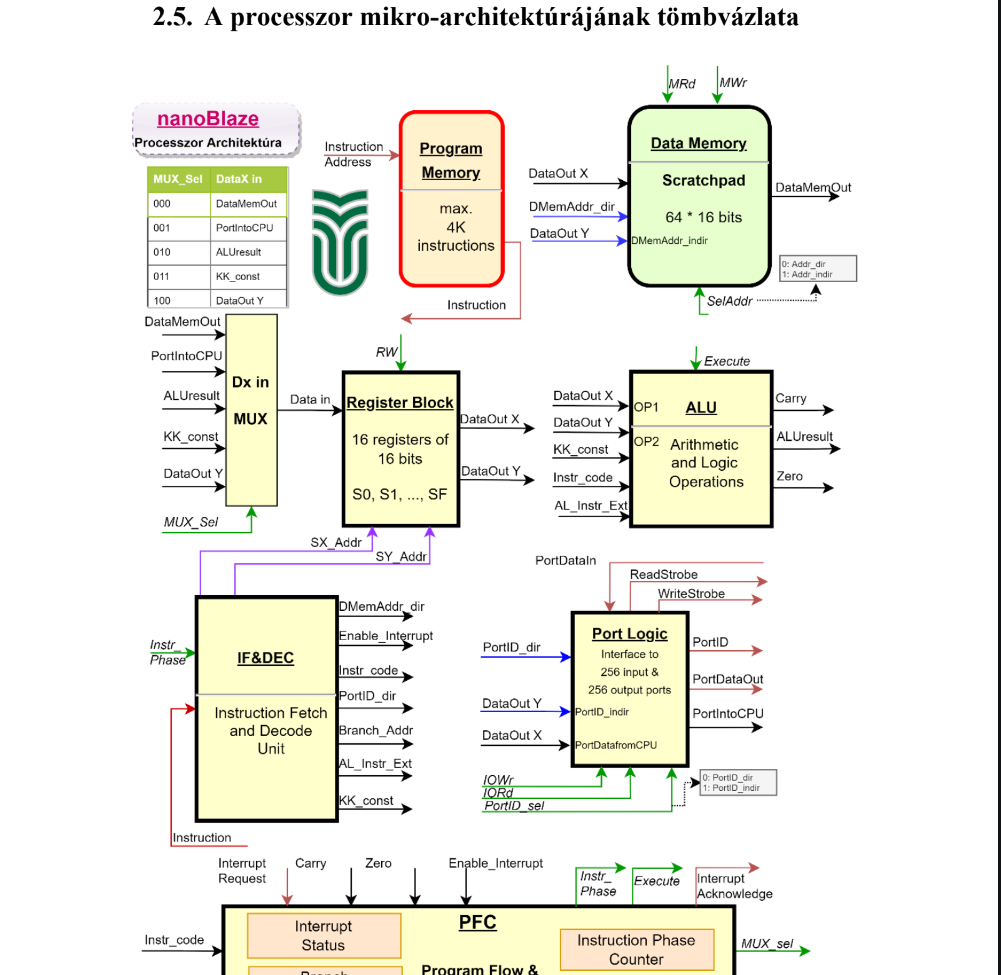 2.5. A processzor mikro-architektúrájának tömbvázlata
nanoBlaze
Processzor Architektúra
MUX_Sel DataX in
000 DataMemOut
001 PortIntoCPU
010 ALUresult
011 KK_const
100 DataOut Y
Instruction
Address
Program
Memory
max.
4K
instructions
Instruction
MRd
MWr
Data Memory
Scratchpad
64 * 16 bits
DMemAddr_indir
DataOut X
DMemAddr_dir
DataOut Y
DataMemOut
SelAddr
0: Addr_dir
1: Addr_indir
DataMemOut
PortIntoCPU
ALUresult
KK_const
DataOut Y
MUX_Sel
Dx in
MUX
Data in
RW
Register Block
16 registers of
16 bits
S0, S1, ..., SF
DataOut X
DataOut Y
SX_Addr
SY_Addr
Execute
DataOut X
DataOut Y
KK_const
Instr_code
AL_Instr_Ext
OP1
OP2
ALU
Arithmetic
and Logic
Operations
Carry
ALUresult
Zero
Instr_
Phase
IF&DEC
Instruction Fetch
and Decode
Unit
Instruction
DMemAddr_dir
Enable_Interrupt
Instr_code
PortID_dir
Branch_Addr
AL_Instr_Ext
KK_const
PortDataIn
ReadStrobe
WriteStrobe
Port Logic
Interface to
256 input &
256 output ports
PortID_indir
PortDatafromCPU
PortID_dir
DataOut Y
DataOut X
IOWr
IORd
PortID_sel
PortID
PortDataOut
PortIntoCPU
0: PortID_dir
1: PortID_indir
Interrupt
Request
Carry
Zero
Enable_Interrupt
Instr_
Phase
Execute
Interrupt
Acknowledge
Instr_code
PFC
Interrupt
Status
Instruction Phase
Counter
MUX_sel
Branch
Program Flow &